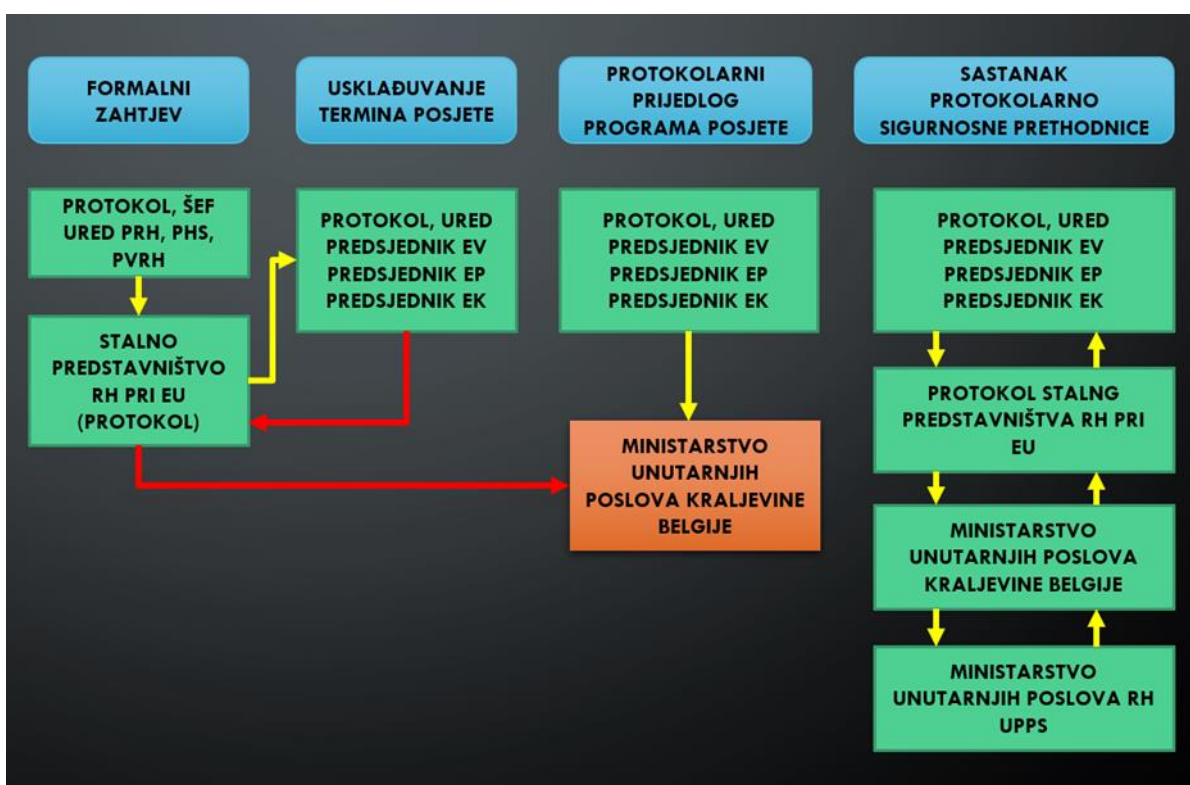 FORMALNI
ZAHTJEV
USKLAĐUVANJE
TERMINA POSJETE
PROTOKOLARNI
PRIJEDLOG
PROGRAMA POSJETE
SASTANAK
PROTOKOLARNO
SIGURNOSNE PRETHODNICE
PROTOKOL, ŠEF
URED PRH, PHS,
PVRH
STALNO
PREDSTAVNIŠTVO
RH PRI EU
(PROTOKOL)
PROTOKOL, URED
PREDSJEDNIK EV
PREDSJEDNIK EP
PREDSJEDNIK EK
PROTOKOL, URED
PREDSJEDNIK EV
PREDSJEDNIK EP
PREDSJEDNIK EK
MINISTARSTVO
UNUTARNJIH
POSLOVA KRALJEVINE
BELGIJE
PROTOKOL, URED
PREDSJEDNIK EV
PREDSJEDNIK EP
PREDSJEDNIK EK
PROTOKOL STALNG
PREDSTAVNIŠTVA RH PRI
EU
MINISTARSTVO
UNUTARNJIH POSLOVA
KRALJEVINE BELGIJE
MINISTARSTVO
UNUTARNJIH POSLOVA RH
UPPS